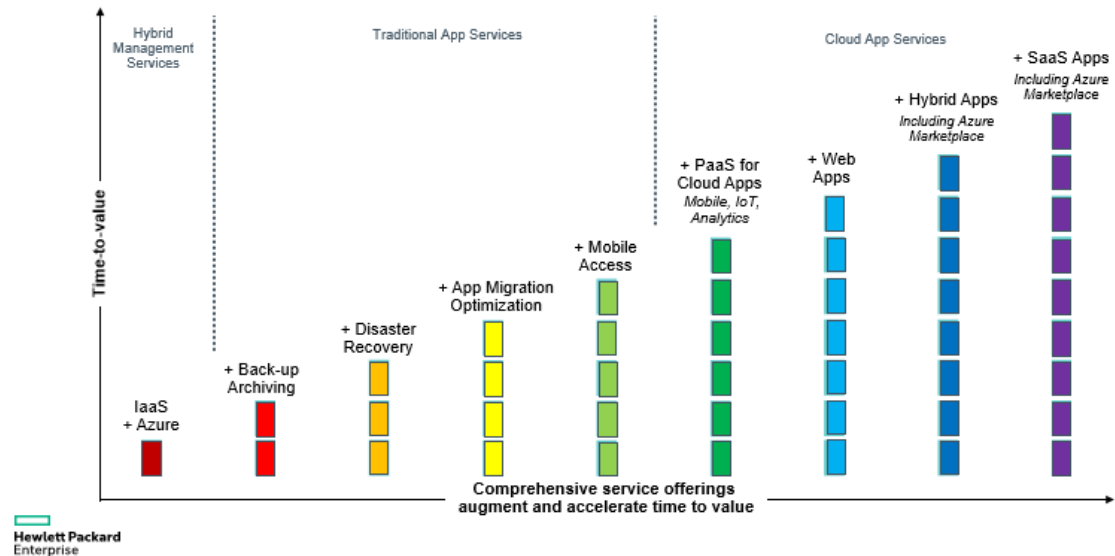 Hybrid
Management
Services
Traditional App Services
Cloud App Services
+ SaaS Apps
Including Azure
Marketplace
+ Hybrid Apps
Including Azure
Marketplace
+ PaaS for
Cloud Apps
Mobile, IoT,
Analytics
+ Web
Apps
+ Mobile
Access
+ App Migration
Optimization
+ Disaster
Recovery
+ Back-up
Archiving
IaaS
+ Azure
Time-to-value
Comprehensive service offerings
augment and accelerate time to value
Hewlett Packard
Enterprise